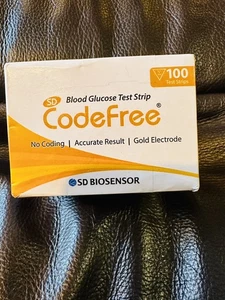 100
Test Strips
SD
Blood Glucose Test Strip
CodeFree®
No Coding | Accurate Result | Gold Electrode
SD BIOSENSOR